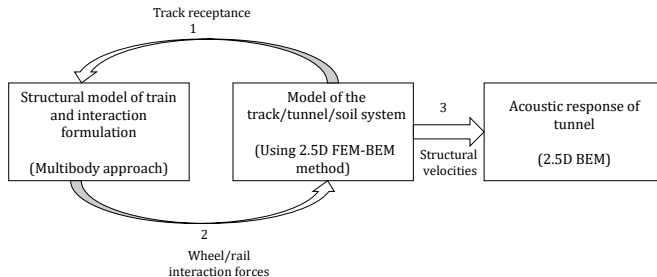 Track receptance
1
Structural model of train
and interaction
formulation
(Multibody approach)
Model of the
track/tunnel/soil system
(Using 2.5D FEM-BEM
method)
3
Structural
velocities
Acoustic response of
tunnel
(2.5D BEM)
2
Wheel/rail
interaction forces